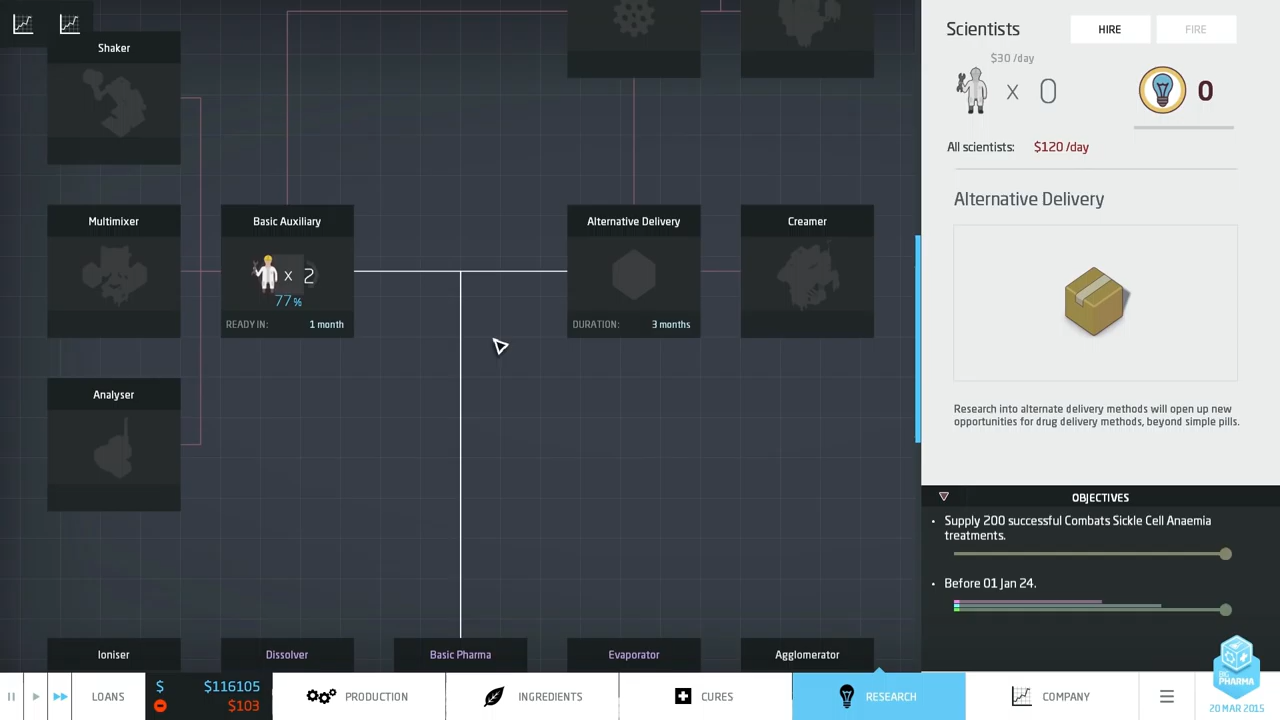 Shaker
Multimixer
Basic Auxiliary
x 2
77%
READY IN: 1 month
Alternative Delivery
DURATION: 3 months
Creamer
Analyser
Ioniser
Dissolver
Basic Pharma
Evaporator
Agglomerator
Scientists
HIRE
FIRE
$30 /day
x 0
0
All scientists: $120 /day
Alternative Delivery
Research into alternate delivery methods will open up new
opportunities for drug delivery methods, beyond simple pills.
OBJECTIVES
• Supply 200 successful Combats Sickle Cell Anaemia
treatments.
• Before 01 Jan 24.
LOANS
$ $116105
$103
PRODUCTION
INGREDIENTS
CURES
RESEARCH
COMPANY
BIG
PHARMA
20 MAR 2015